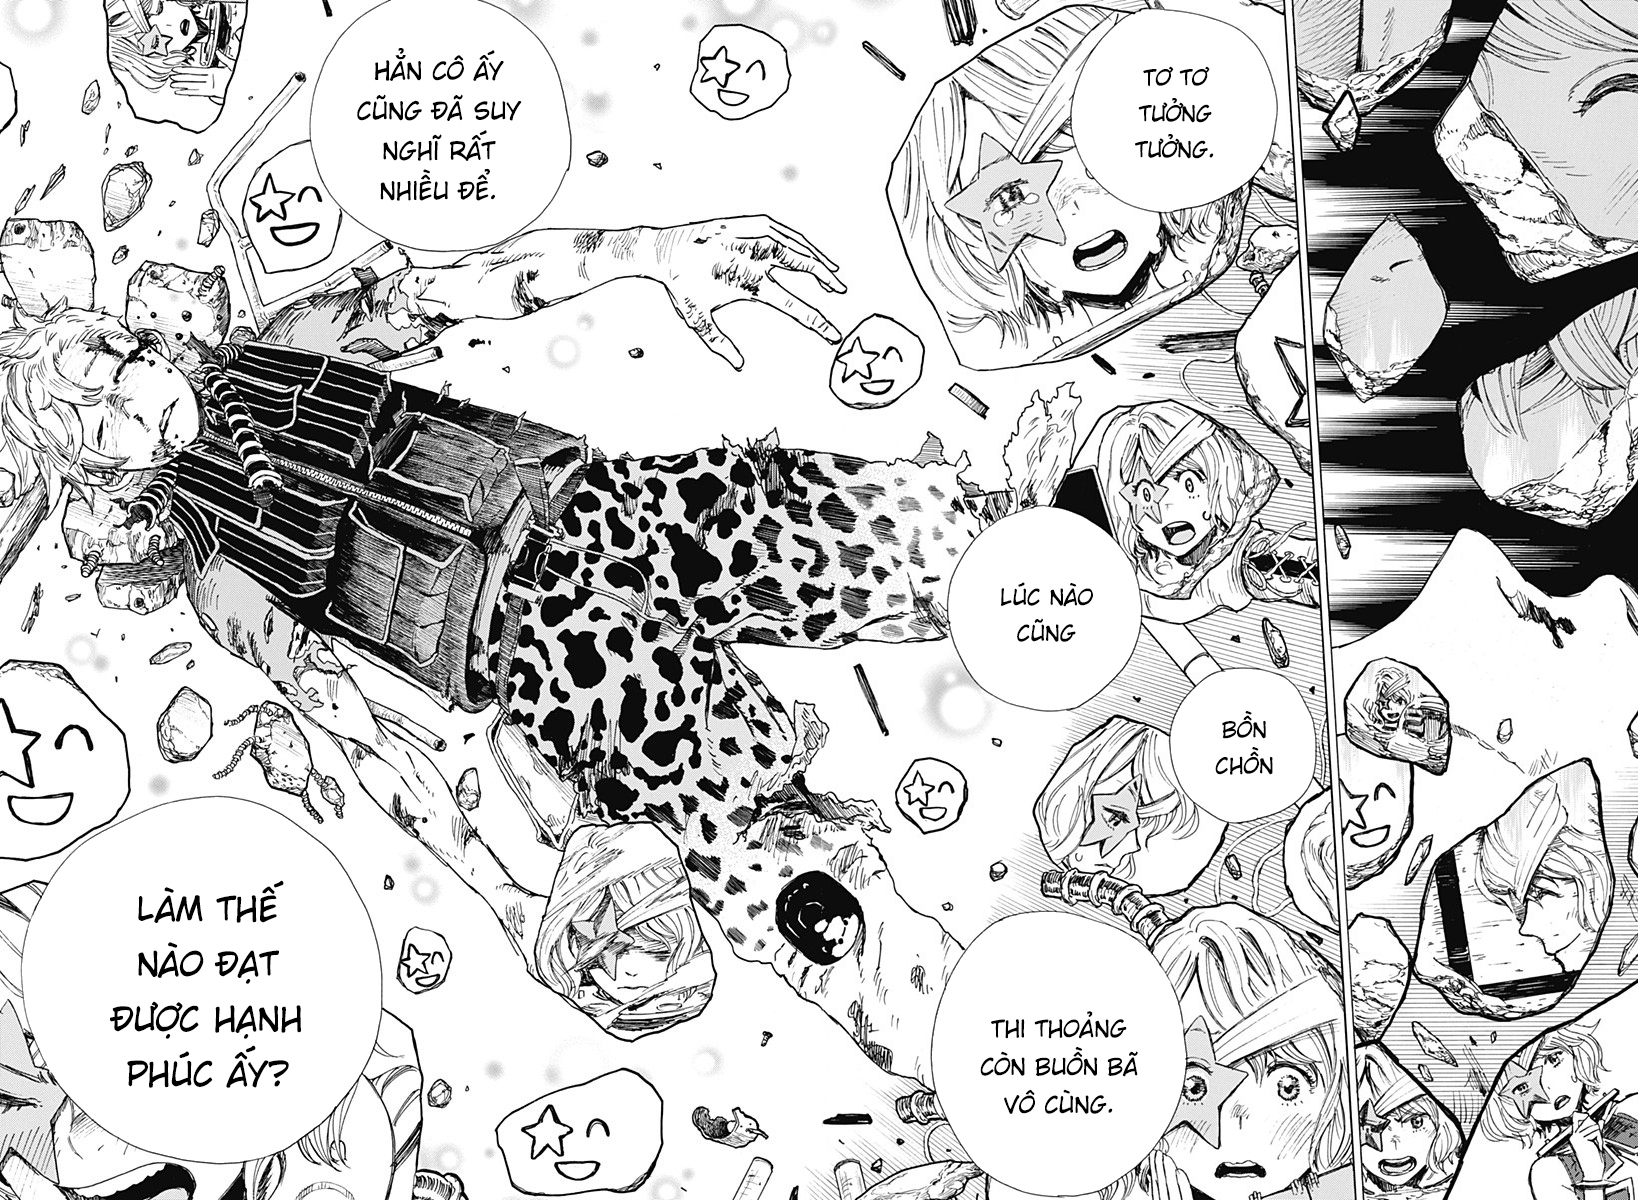 TƠ TƠ
TƯỞNG
TƯỞNG.
LÚC NÀO
CŨNG
BỒN
CHỒN
THI THOẢNG
CÒN BUỒN BÃ
VÔ CÙNG.
HẲN CÔ ẤY
CŨNG ĐÃ SUY
NGHĨ RẤT
NHIỀU ĐỂ.
LÀM THẾ
NÀO ĐẠT
ĐƯỢC HẠNH
PHÚC ẤY?